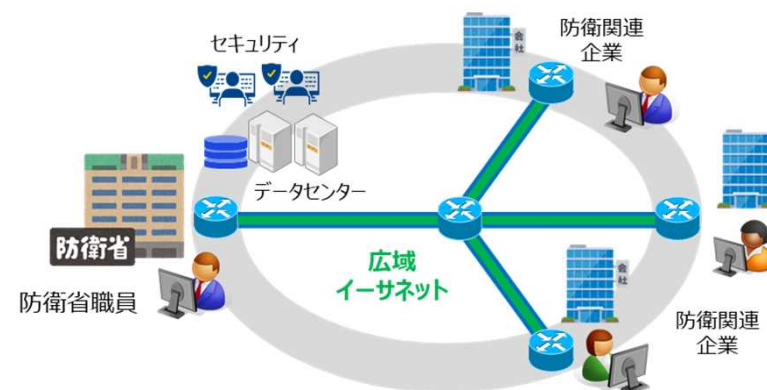 セキュリティ
会社
防衛関連
企業
データセンター
防衛省
防衛省職員
広域
イーサネット
会社
防衛関連
企業